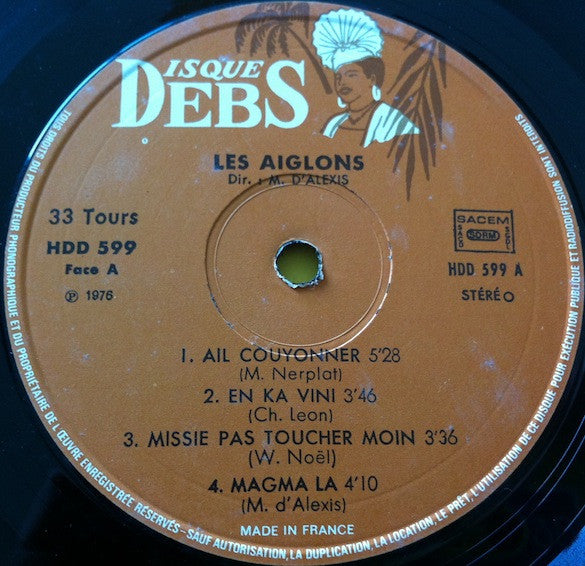 DISQUE
DEBS
LES AIGLONS
Dir. : M. D'ALEXIS
33 Tours
HDD 599
Face A
Ⓟ 1976
SACEM
SACD SDRM SGDL
HDD 599 A
STÉRÉO
1. AIL COUYONNER 5'28
(M. Nerplat)
2. EN KA VINI 3'46
(Ch. Leon)
3. MISSIE PAS TOUCHER MOIN 3'36
(W. Noël)
4. MAGMA LA 4'10
(M. d'Alexis)
MADE IN FRANCE
TOUS DROITS DU PRODUCTEUR PHONOGRAPHIQUE ET DU PROPRIÉTAIRE DE L'ŒUVRE ENREGISTRÉE RÉSERVÉS - SAUF AUTORISATION, LA DUPLICATION, LA LOCATION, LE PRÊT, L'UTILISATION DE CE DISQUE POUR EXÉCUTION PUBLIQUE ET RADIODIFFUSION SONT INTERDITS